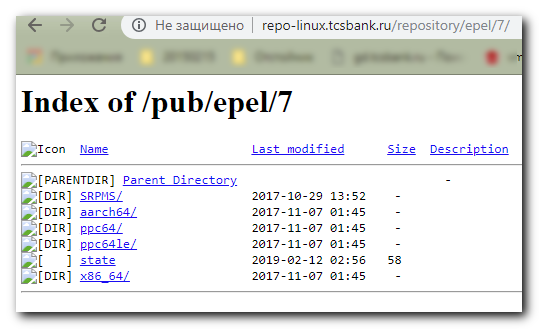 Не защищено | repo-linux.tcsbank.ru/repository/epel/7/
Index of /pub/epel/7
Icon Name Last modified Size Description
[PARENTDIR] Parent Directory -
[DIR] SRPMS/ 2017-10-29 13:52 -
[DIR] aarch64/ 2017-11-07 01:45 -
[DIR] ppc64/ 2017-11-07 01:45 -
[DIR] ppc64le/ 2017-11-07 01:45 -
[ ] state 2019-02-12 02:56 58
[DIR] x86_64/ 2017-11-07 01:45 -